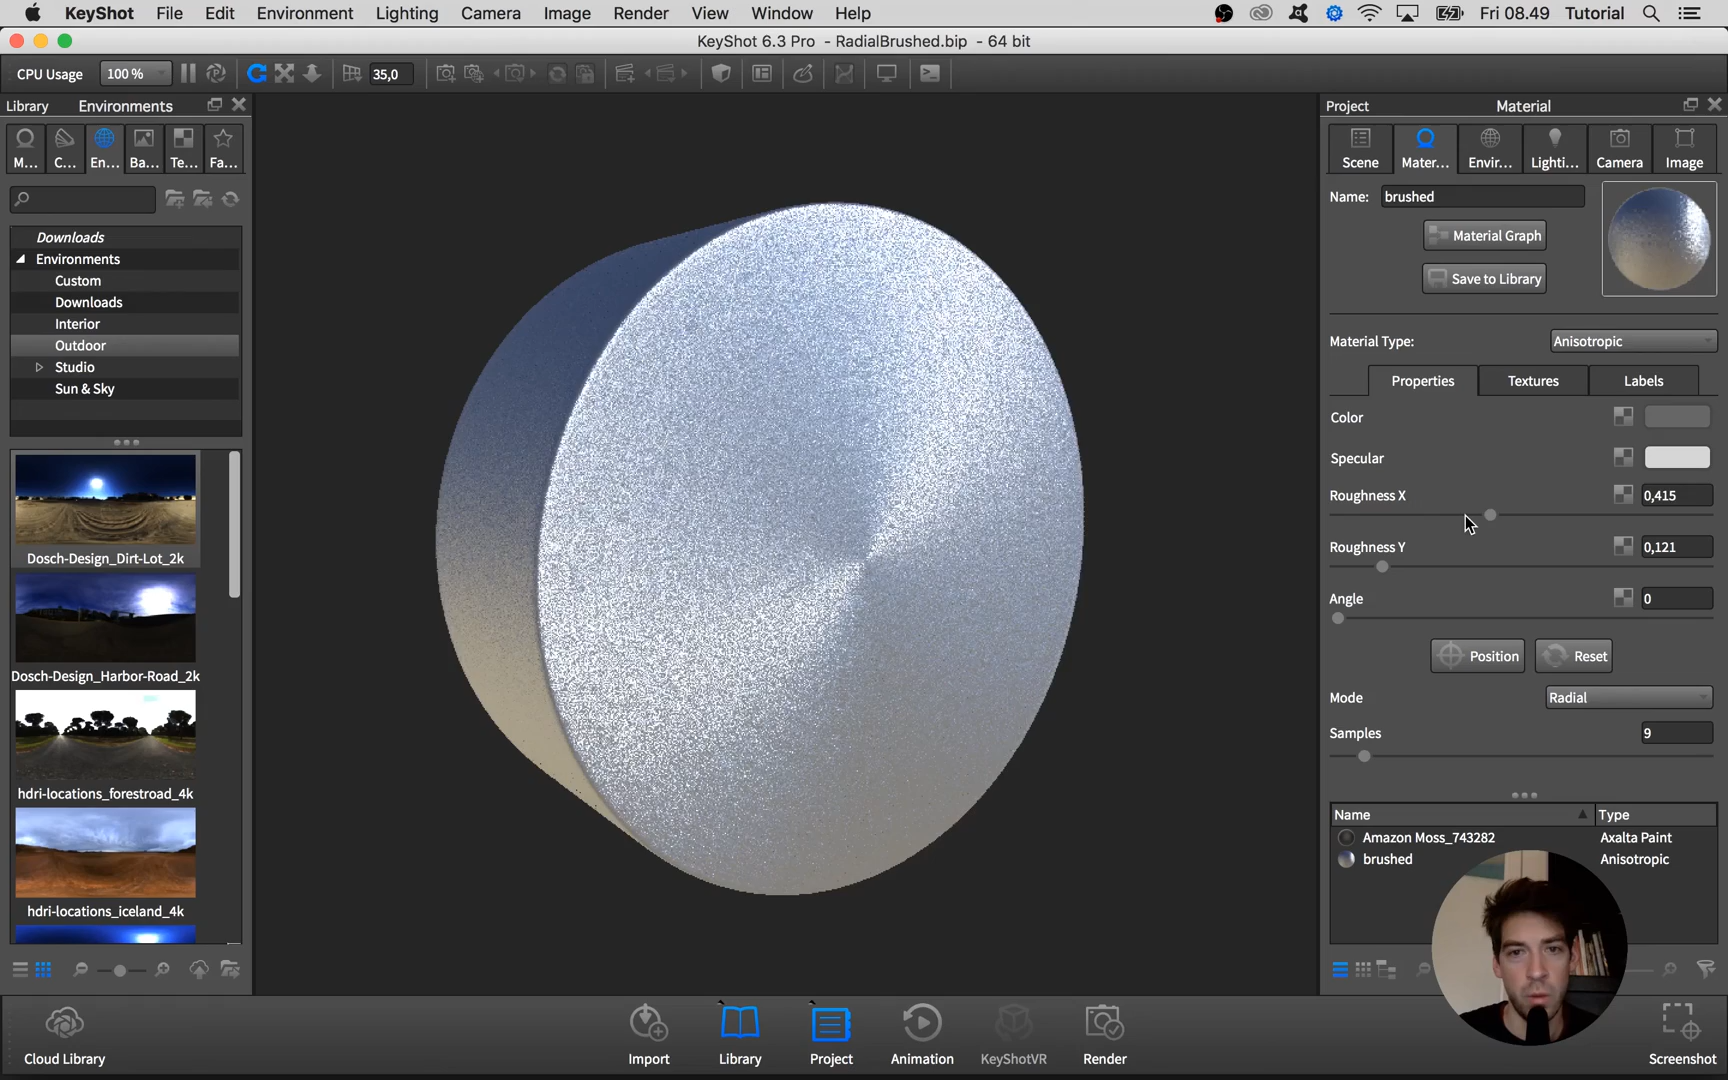 KeyShot File Edit Environment Lighting Camera Image Render View Window Help Fri 08.49 Tutorial
KeyShot 6.3 Pro - RadialBrushed.bip - 64 bit
CPU Usage 100 % 35,0
Library Environments
M... C... En... Ba... Te... Fa...
Downloads
Environments
Custom
Downloads
Interior
Outdoor
Studio
Sun & Sky
Dosch-Design_Dirt-Lot_2k
Dosch-Design_Harbor-Road_2k
hdri-locations_forestroad_4k
hdri-locations_iceland_4k
Project Material
Scene Mater... Envir... Lighti... Camera Image
Name: brushed
Material Graph
Save to Library
Material Type: Anisotropic
Properties Textures Labels
Color
Specular
Roughness X 0,415
Roughness Y 0,121
Angle 0
Position Reset
Mode Radial
Samples 9
Name Type
Amazon Moss_743282 Axalta Paint
brushed Anisotropic
Cloud Library Import Library Project Animation KeyShotVR Render Screenshot